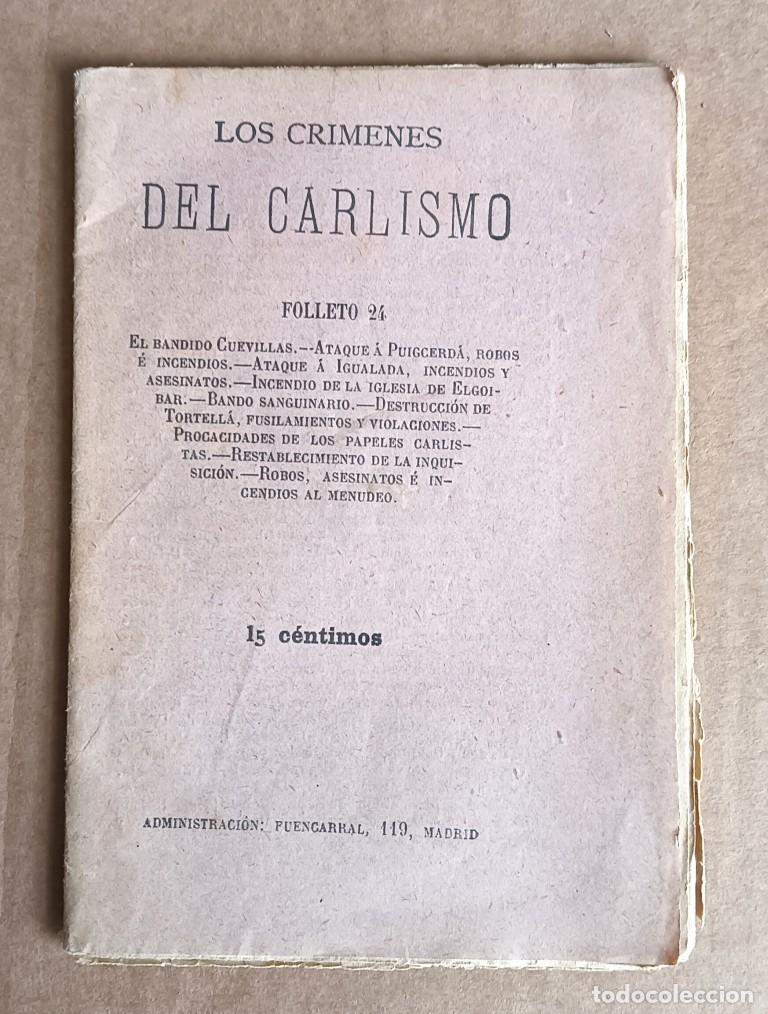 LOS CRIMENES
DEL CARLISMO
FOLLETO 24
EL BANDIDO CUEVILLAS.--ATAQUE Á PUIGCERDÁ, ROBOS
É INCENDIOS.—ATAQUE Á IGUALADA, INCENDIOS Y
ASESINATOS.—INCENDIO DE LA IGLESIA DE ELGOI-
BAR.—BANDO SANGUINARIO.—DESTRUCCIÓN DE
TORTELLÁ, FUSILAMIENTOS Y VIOLACIONES.—
PROCACIDADES DE LOS PAPELES CARLIS-
TAS.—RESTABLECIMIENTO DE LA INQUI-
SICIÓN.—ROBOS, ASESINATOS É IN-
CENDIOS AL MENUDEO.
15 céntimos
ADMINISTRACIÓN: FUENCARRAL, 119, MADRID
todocoleccion